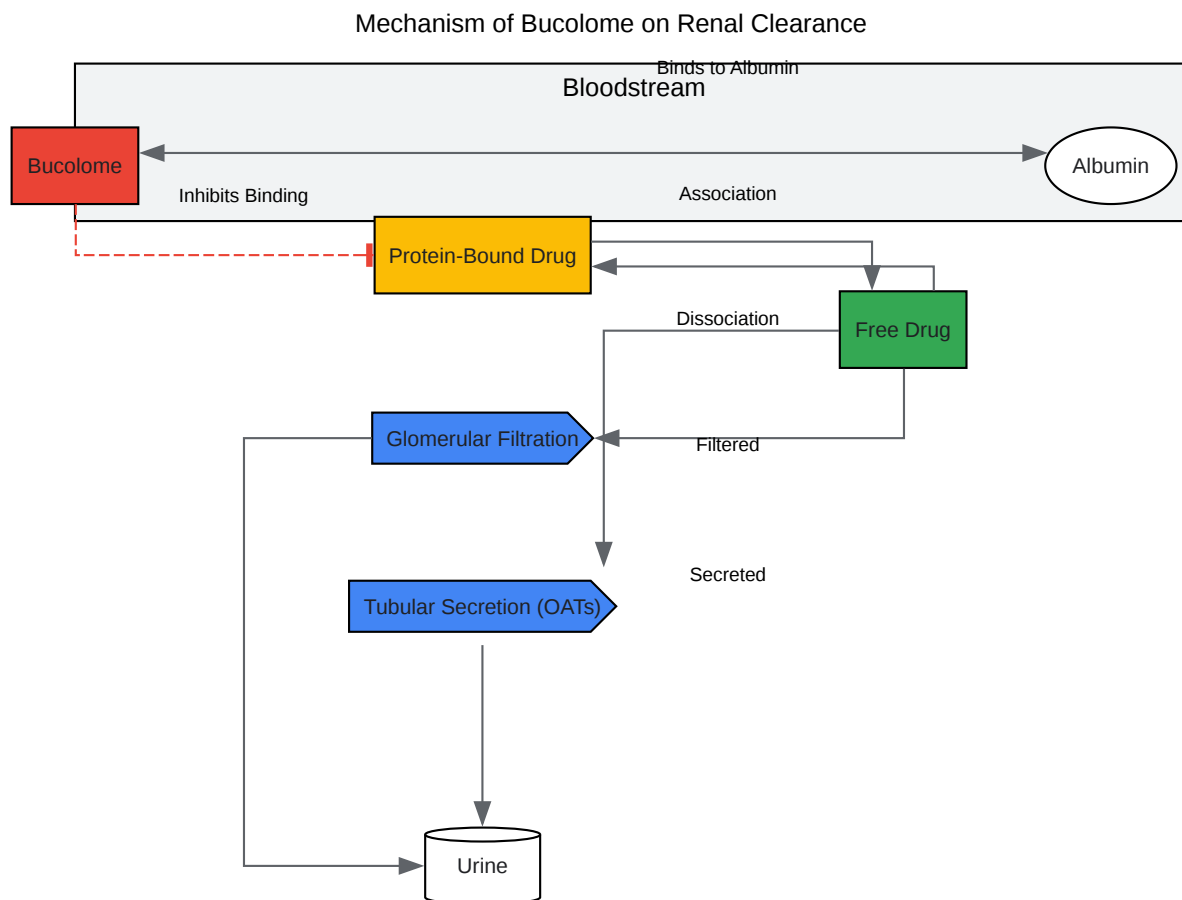 Mechanism of Bucolome on Renal Clearance
Binds to Albumin
Bloodstream
Bucolome
Albumin
Inhibits Binding
Association
Protein-Bound Drug
Dissociation
Free Drug
Glomerular Filtration
Filtered
Secreted
Tubular Secretion (OATs)
Urine